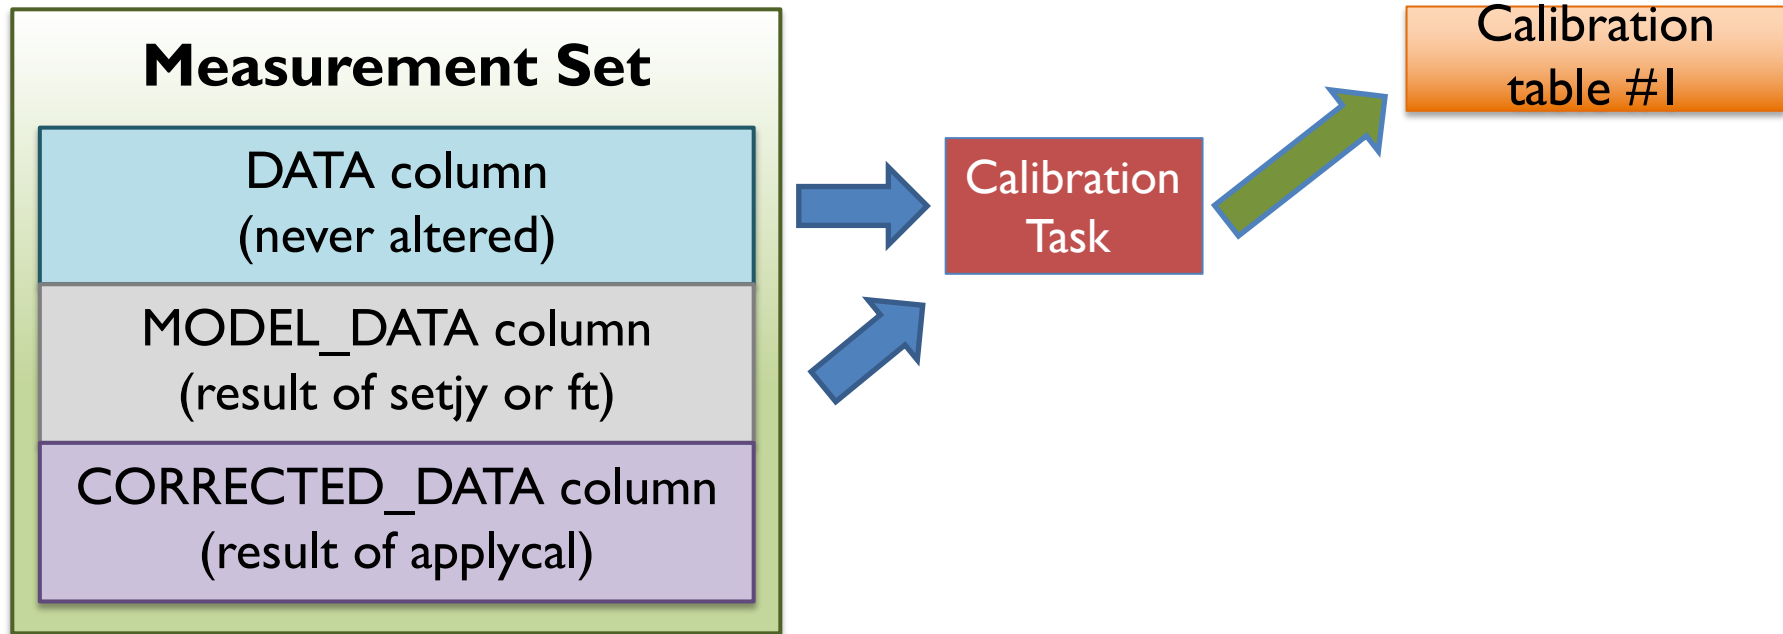 Measurement Set
DATA column
(never altered)
MODEL_DATA column
(result of setjy or ft)
CORRECTED_DATA column
(result of applycal)
Calibration
Task
Calibration
table #1